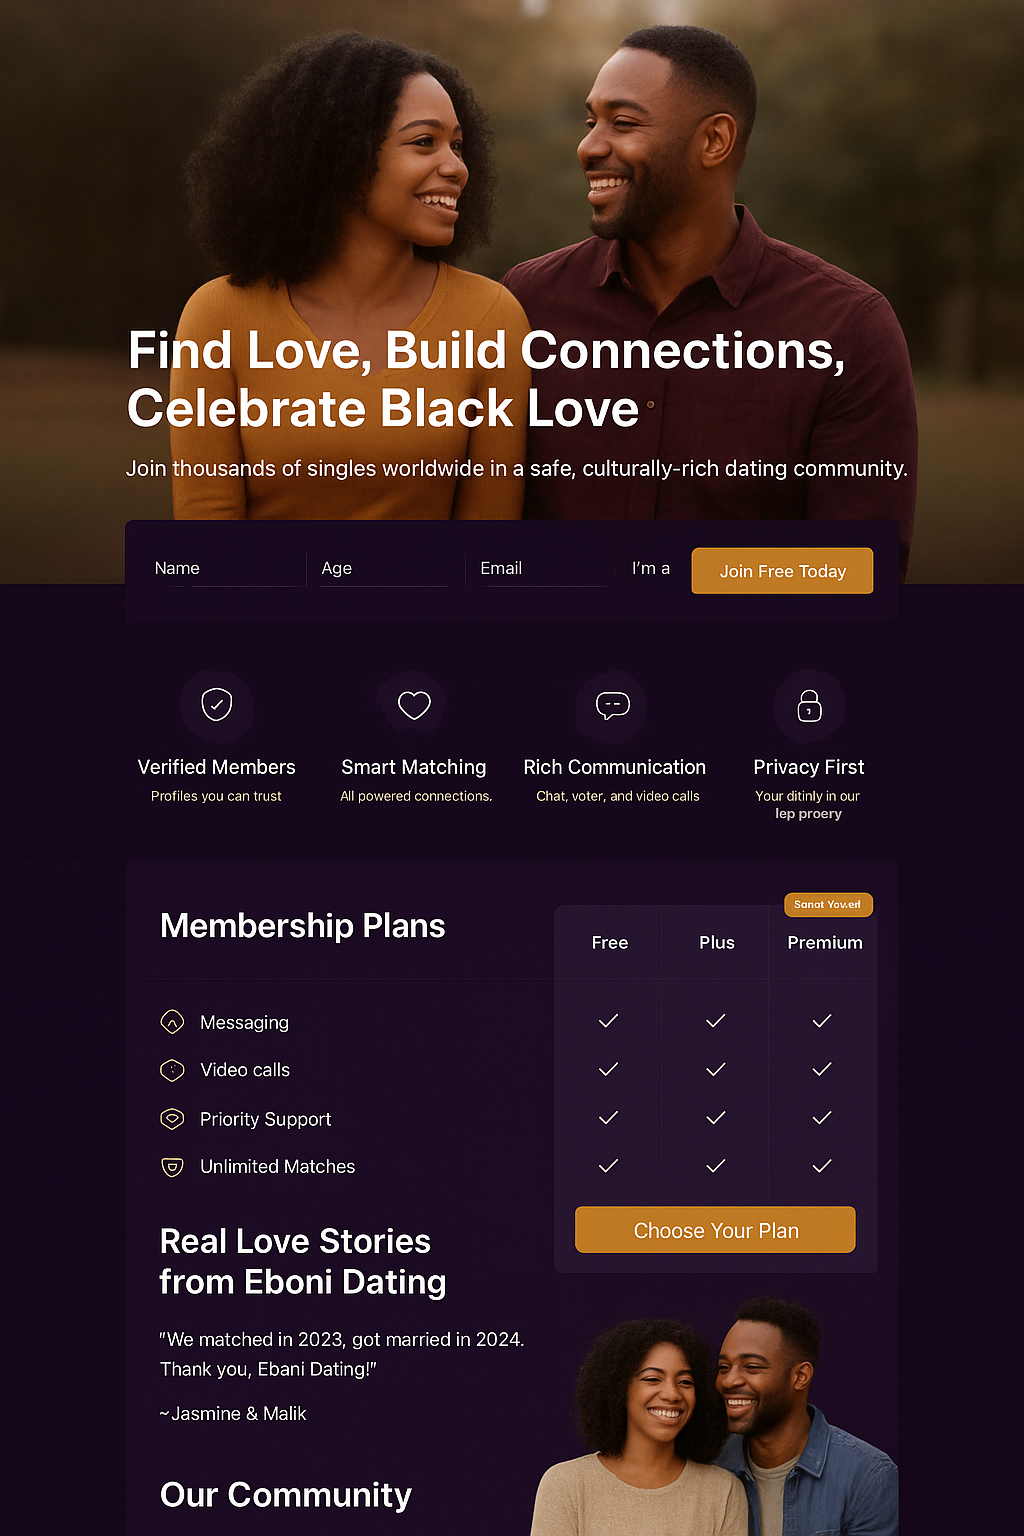 Find Love, Build Connections,
Celebrate Black Love
Join thousands of singles worldwide in a safe, culturally-rich dating community.
Name
Age
Email
I'm a
Join Free Today
Verified Members
Profiles you can trust
Smart Matching
All powered connections.
Rich Communication
Chat, voter, and video calls
Privacy First
Your ditinly in our
lep proery
Membership Plans
Free
Plus
Premium
Messaging
Video calls
Priority Support
Unlimited Matches
Choose Your Plan
Real Love Stories
from Eboni Dating
"We matched in 2023, got married in 2024.
Thank you, Ebani Dating!"
~Jasmine & Malik
Our Community